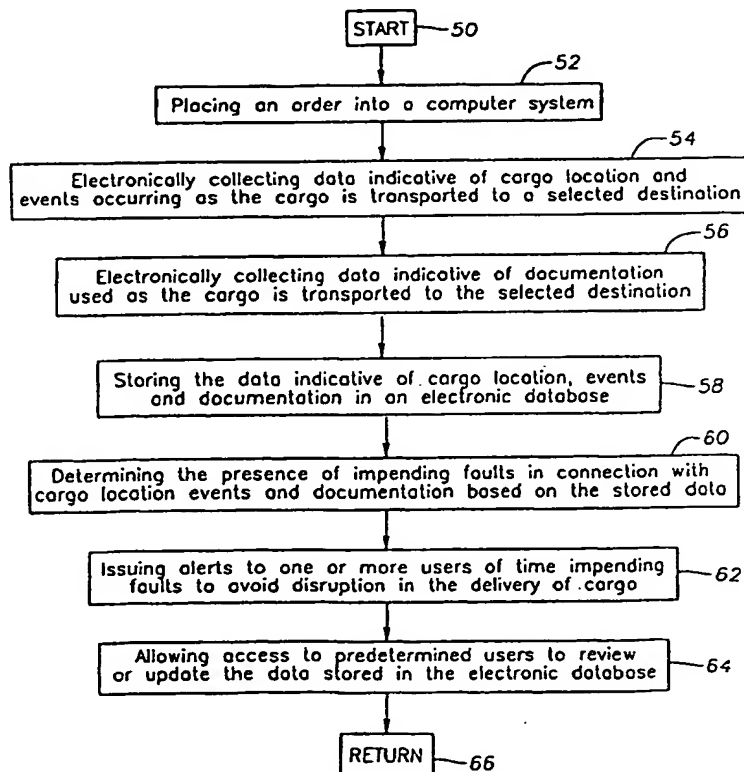 START 50
52
Placing an order into a computer system
54
Electronically collecting data indicative of cargo location and
events occurring as the cargo is transported to a selected destination
56
Electronically collecting data indicative of documentation
used as the cargo is transported to the selected destination
Storing the data indicative of cargo location, events
and documentation in an electronic database
58
60
Determining the presence of impending faults in connection with
cargo location events and documentation based on the stored data
Issuing alerts to one or more users of time impending
faults to avoid disruption in the delivery of cargo
62
Allowing access to predetermined users to review
or update the data stored in the electronic database
64
RETURN 66